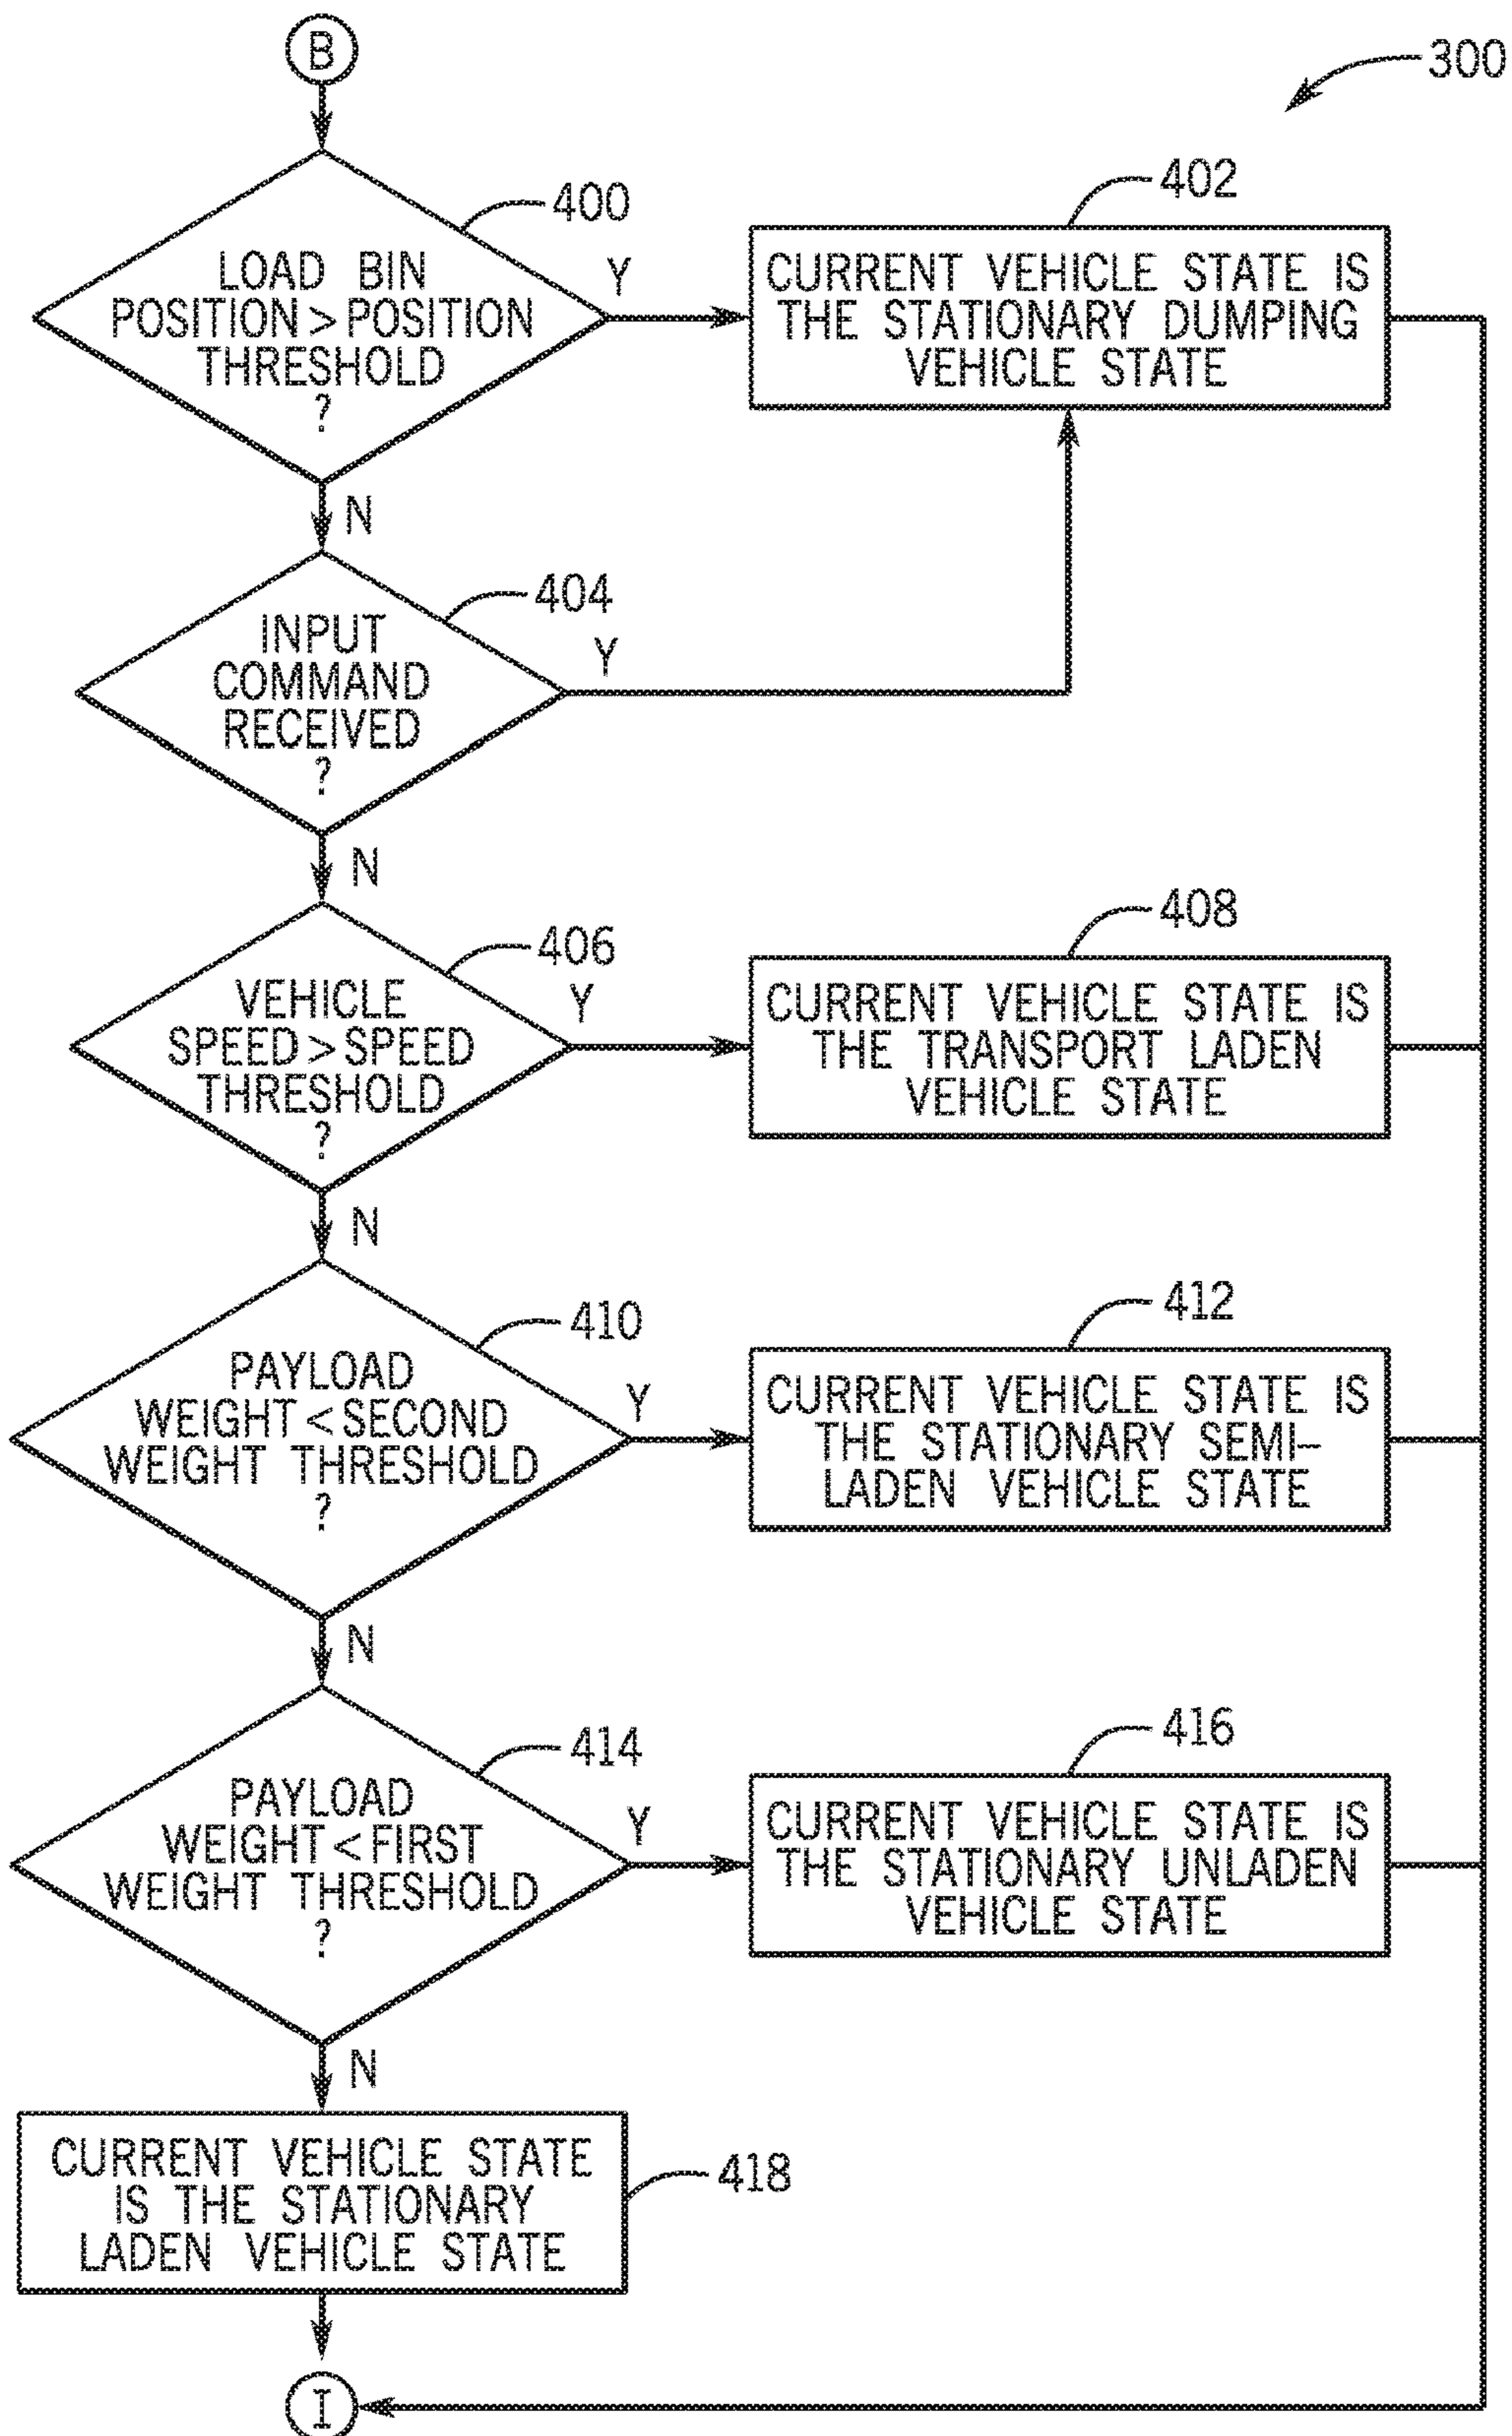 B
300
400
402
LOAD BIN
POSITION > POSITION
THRESHOLD
?
Y
CURRENT VEHICLE STATE IS
THE STATIONARY DUMPING
VEHICLE STATE
N
404
INPUT
COMMAND
RECEIVED
?
Y
N
406
408
VEHICLE
SPEED > SPEED
THRESHOLD
?
Y
CURRENT VEHICLE STATE IS
THE TRANSPORT LADEN
VEHICLE STATE
N
410
412
PAYLOAD
WEIGHT < SECOND
WEIGHT THRESHOLD
?
Y
CURRENT VEHICLE STATE IS
THE STATIONARY SEMI-
LADEN VEHICLE STATE
N
414
416
PAYLOAD
WEIGHT < FIRST
WEIGHT THRESHOLD
?
Y
CURRENT VEHICLE STATE IS
THE STATIONARY UNLADEN
VEHICLE STATE
N
CURRENT VEHICLE STATE
IS THE STATIONARY
LADEN VEHICLE STATE
418
I